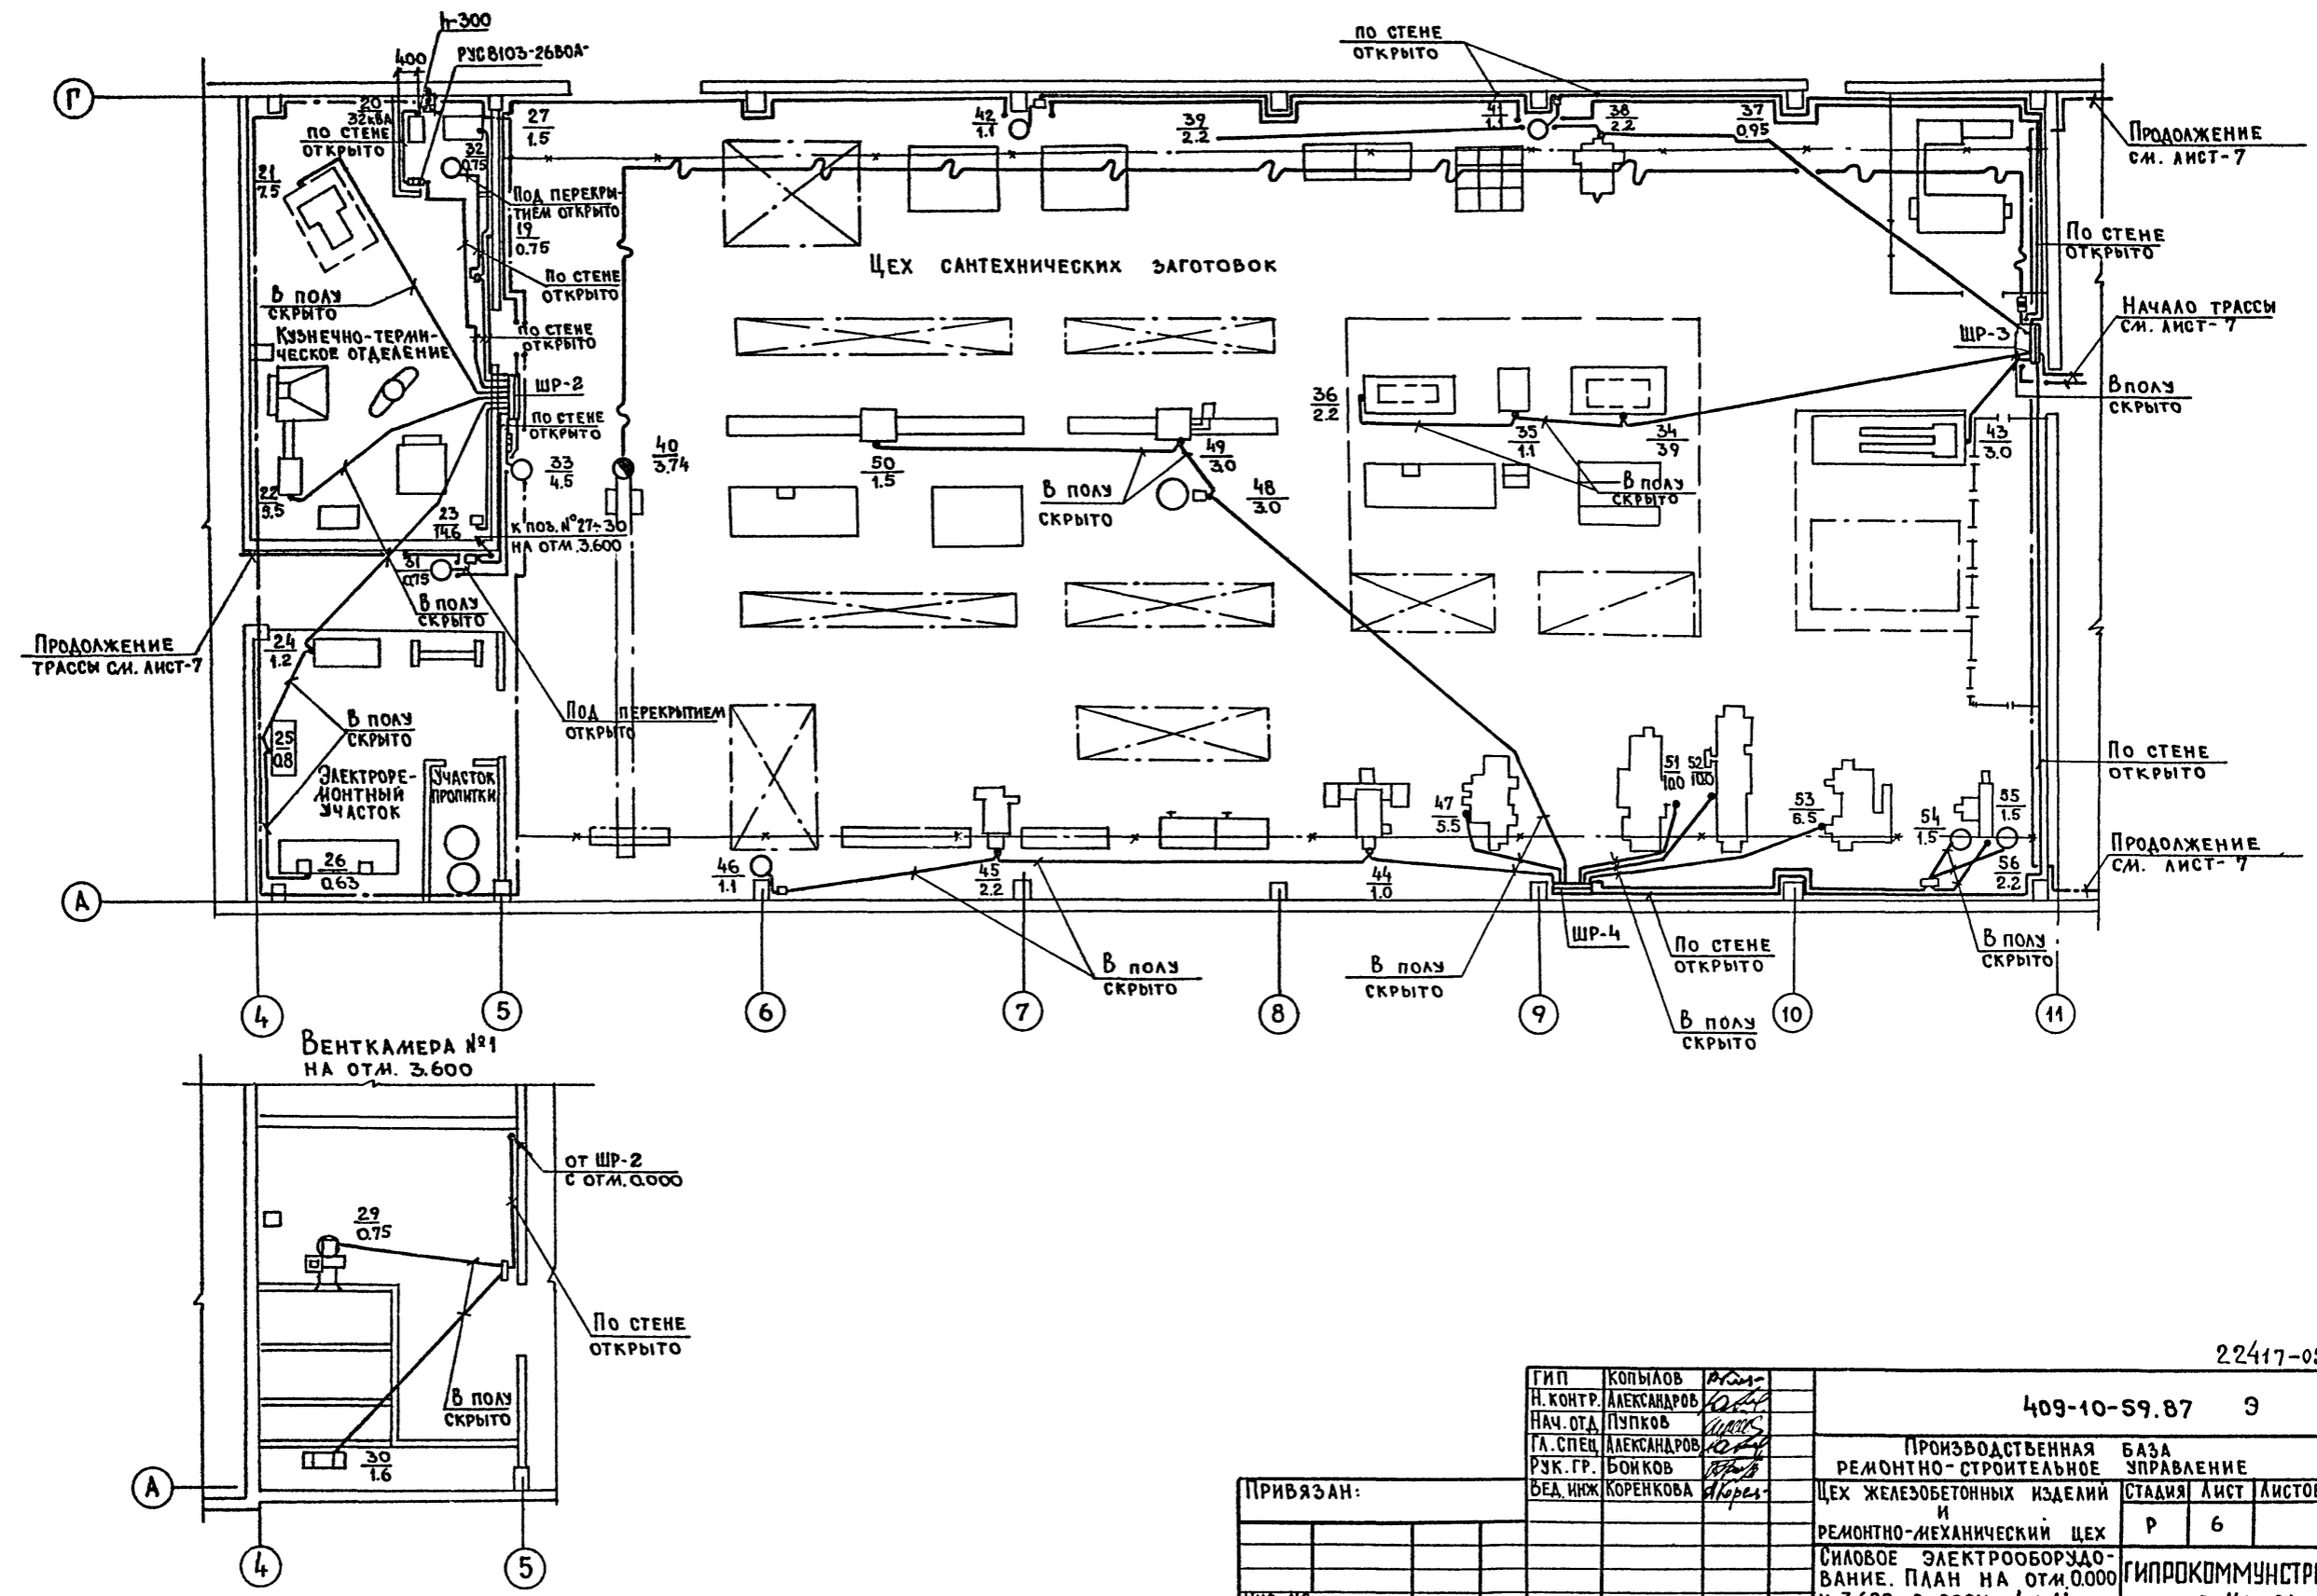 h-300
400
РУС8103-26В0А-
ПО СТЕНЕ
ОТКРЫТО
Г
20
32кВА
ПО СТЕНЕ
ОТКРЫТО
27
1.5
32
0.75
42
1.1
39
2.2
41
1.1
38
2.2
37
0.95
ПРОДОЛЖЕНИЕ
СМ. ЛИСТ-7
21
7.5
ПОД ПЕРЕКРЫ-
ТИЕМ ОТКРЫТО
19
0.75
ПО СТЕНЕ
ОТКРЫТО
ЦЕХ САНТЕХНИЧЕСКИХ ЗАГОТОВОК
ПО СТЕНЕ
ОТКРЫТО
В ПОЛУ
СКРЫТО
КУЗНЕЧНО-ТЕРМИ-
ЧЕСКОЕ ОТДЕЛЕНИЕ
ПО СТЕНЕ
ОТКРЫТО
НАЧАЛО ТРАССЫ
СМ. ЛИСТ-7
ШР-3
ШР-2
ПО СТЕНЕ
ОТКРЫТО
В ПОЛУ
СКРЫТО
36
2.2
35
1.1
34
39
43
3.0
40
3.74
33
4.5
50
1.5
49
3.0
48
3.0
В ПОЛУ
СКРЫТО
В ПОЛУ
СКРЫТО
22
5.5
23
14.6
К ПОЗ. №27÷30
НА ОТМ. 3.600
31
0.75
В ПОЛУ
СКРЫТО
ПРОДОЛЖЕНИЕ
ТРАССЫ СМ. ЛИСТ-7
24
1.2
В ПОЛУ
СКРЫТО
ПОД ПЕРЕКРЫТИЕМ
ОТКРЫТО
25
0.8
ЭЛЕКТРОРЕ-
МОНТНЫЙ
УЧАСТОК
УЧАСТОК
ПРОПИТКИ
26
0.63
46
1.1
45
2.2
44
1.0
47
5.5
51
10.0
52
10.0
53
5.5
54
1.5
55
1.5
56
2.2
ПО СТЕНЕ
ОТКРЫТО
ПРОДОЛЖЕНИЕ
СМ. ЛИСТ-7
А
ШР-4
В ПОЛУ
СКРЫТО
В ПОЛУ
СКРЫТО
ПО СТЕНЕ
ОТКРЫТО
В ПОЛУ
СКРЫТО
В ПОЛУ
СКРЫТО
4
5
6
7
8
9
10
11
ВЕНТКАМЕРА №1
НА ОТМ. 3.600
ОТ ШР-2
С ОТМ. 0.000
29
0.75
ПО СТЕНЕ
ОТКРЫТО
В ПОЛУ
СКРЫТО
30
1.6
А
4
5
22417-0
ГИП КОПЫЛОВ
Н.КОНТР. АЛЕКСАНДРОВ
НАЧ.ОТД ПУПКОВ
ГЛ.СПЕЦ АЛЕКСАНДРОВ
РУК.ГР. БОЙКОВ
ВЕД.ИНЖ КОРЕНКОВА
409-10-59.87 Э
ПРОИЗВОДСТВЕННАЯ БАЗА
РЕМОНТНО-СТРОИТЕЛЬНОЕ УПРАВЛЕНИЕ
ПРИВЯЗАН:
ЦЕХ ЖЕЛЕЗОБЕТОННЫХ ИЗДЕЛИЙ
И
РЕМОНТНО-МЕХАНИЧЕСКИЙ ЦЕХ
СТАДИЯ ЛИСТ ЛИСТОВ
Р 6
СИЛОВОЕ ЭЛЕКТРООБОРУДО-
ВАНИЕ. ПЛАН НА ОТМ. 0.000
ГИПРОКОММУНСТР